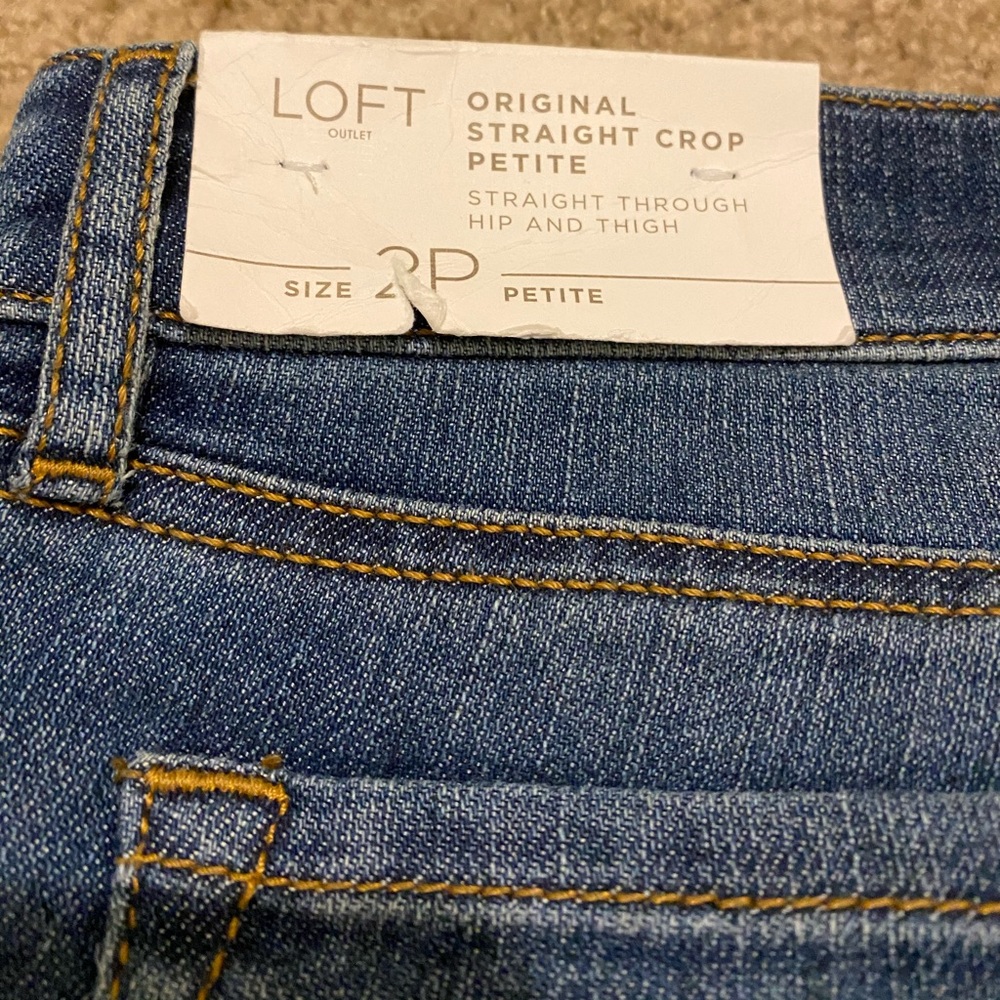 LOFT
OUTLET
ORIGINAL
STRAIGHT CROP
PETITE
STRAIGHT THROUGH
HIP AND THIGH
SIZE 2P PETITE